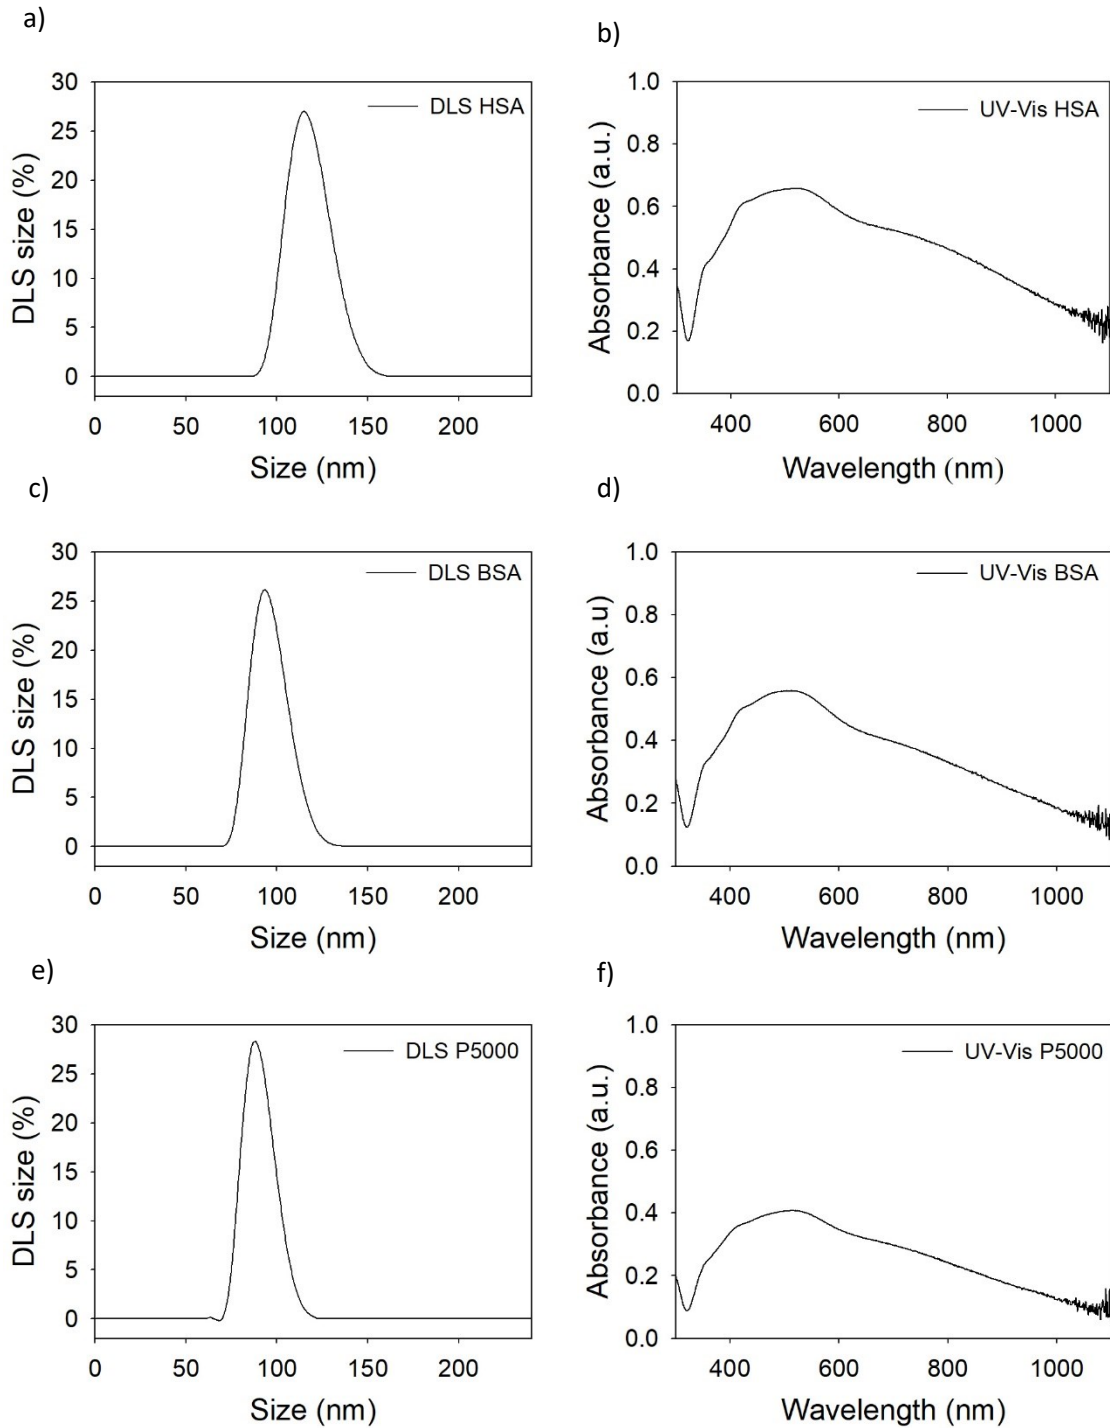 a)
30
25
20
15
10
5
0
DLS size (%)
DLS HSA
0 50 100 150 200
Size (nm)
b)
1.0
0.8
0.6
0.4
0.2
0.0
Absorbance (a.u.)
UV-Vis HSA
400 600 800 1000
Wavelength (nm)
c)
30
25
20
15
10
5
0
DLS size (%)
DLS BSA
0 50 100 150 200
Size (nm)
d)
1.0
0.8
0.6
0.4
0.2
0.0
Absorbance (a.u)
UV-Vis BSA
400 600 800 1000
Wavelength (nm)
e)
30
25
20
15
10
5
0
DLS size (%)
DLS P5000
0 50 100 150 200
Size (nm)
f)
1.0
0.8
0.6
0.4
0.2
0.0
Absorbance (a.u.)
UV-Vis P5000
400 600 800 1000
Wavelength (nm)